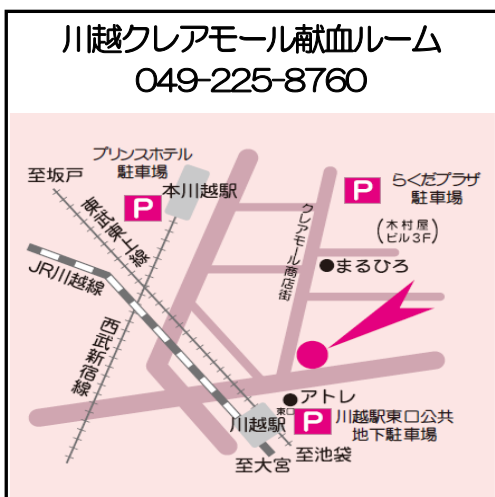 川越クレアモール献血ルーム
049-225-8760
プリンスホテル
駐車場
至坂戸
P
本川越駅
東武東上線
JR川越線
西武新宿線
クレアモール商店街
P
らくだプラザ
駐車場
(木村屋
ビル3F)
まるひろ
アトレ
東口
川越駅
P
川越駅東口公共
地下駐車場
至池袋
至大宮